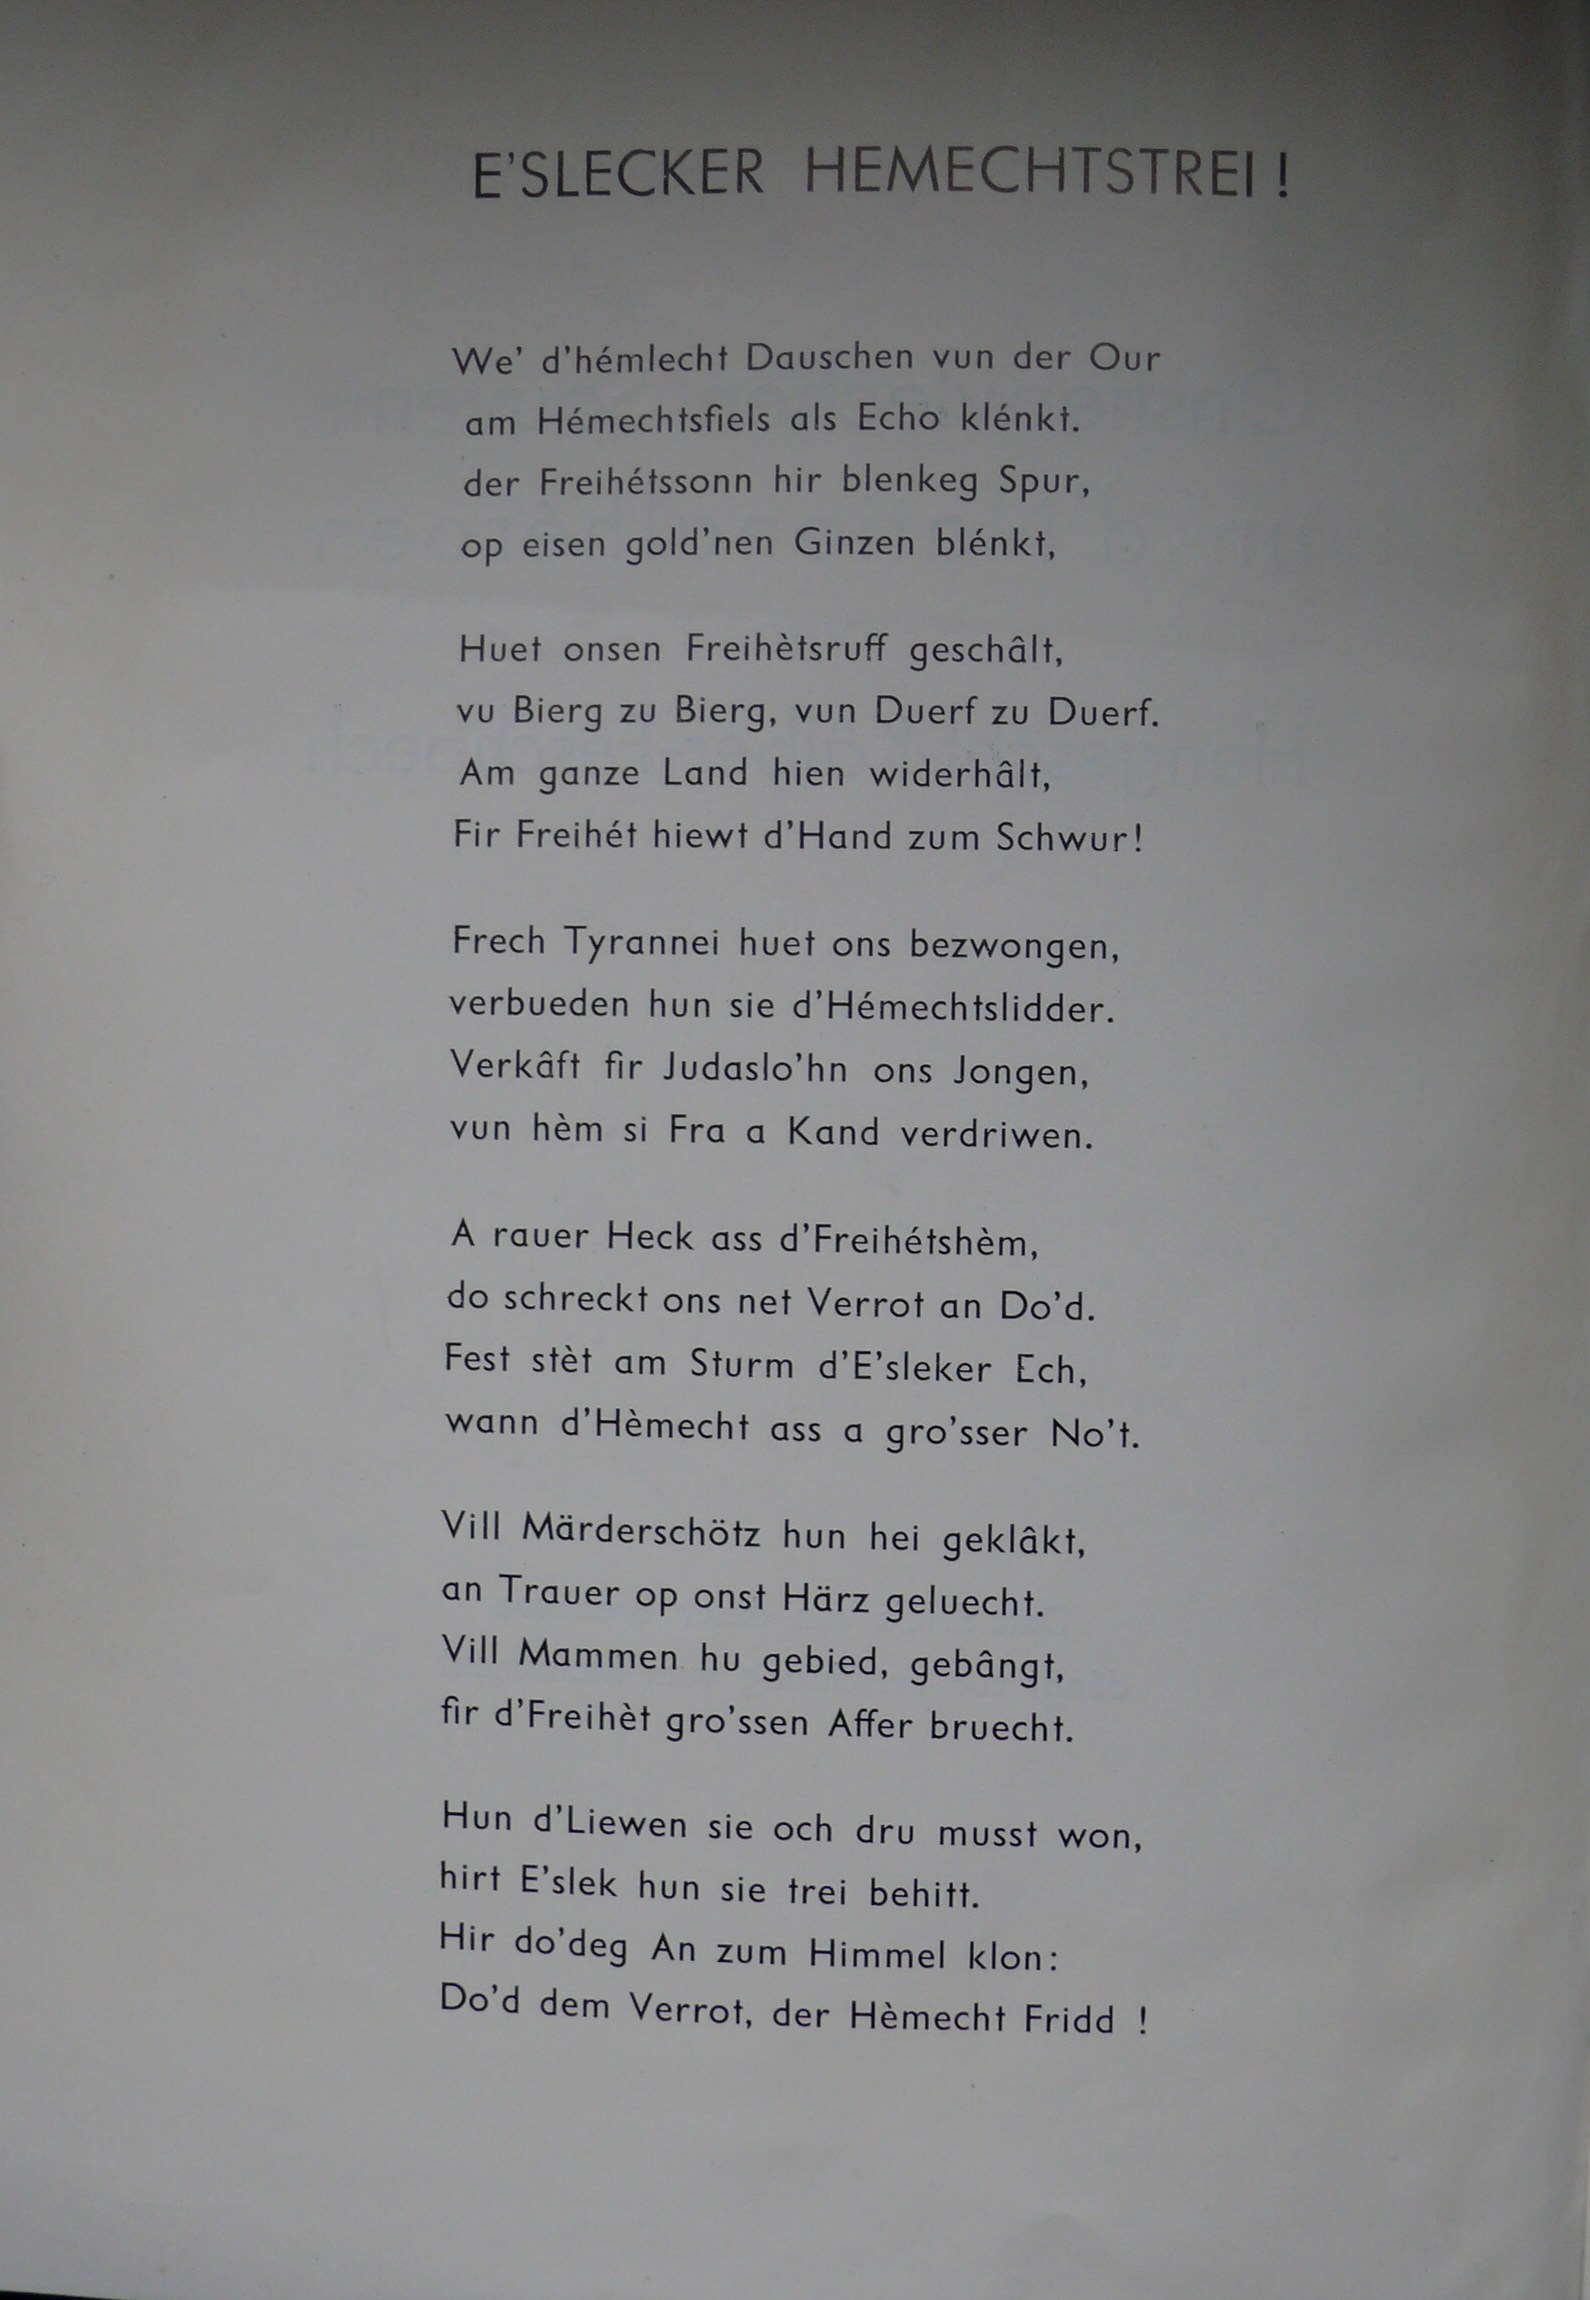 E'SLECKER HEMECHTSTREI !
We' d'hémlecht Dauschen vun der Our
am Hémechtsfiels als Echo klénkt.
der Freihétssonn hir blenkeg Spur,
op eisen gold'nen Ginzen blénkt,
Huet onsen Freihètsruff geschâlt,
vu Bierg zu Bierg, vun Duerf zu Duerf.
Am ganze Land hien widerhâlt,
Fir Freihét hiewt d'Hand zum Schwur!
Frech Tyrannei huet ons bezwongen,
verbueden hun sie d'Hémechtslidder.
Verkâft fir Judaslo'hn ons Jongen,
vun hèm si Fra a Kand verdriwen.
A rauer Heck ass d'Freihétshèm,
do schreckt ons net Verrot an Do'd.
Fest stèt am Sturm d'E'sleker Ech,
wann d'Hèmecht ass a gro'sser No't.
Vill Märderschötz hun hei geklâkt,
an Trauer op onst Härz geluecht.
Vill Mammen hu gebied, gebângt,
fir d'Freihèt gro'ssen Affer bruecht.
Hun d'Liewen sie och dru musst won,
hirt E'slek hun sie trei behitt.
Hir do'deg An zum Himmel klon:
Do'd dem Verrot, der Hèmecht Fridd !